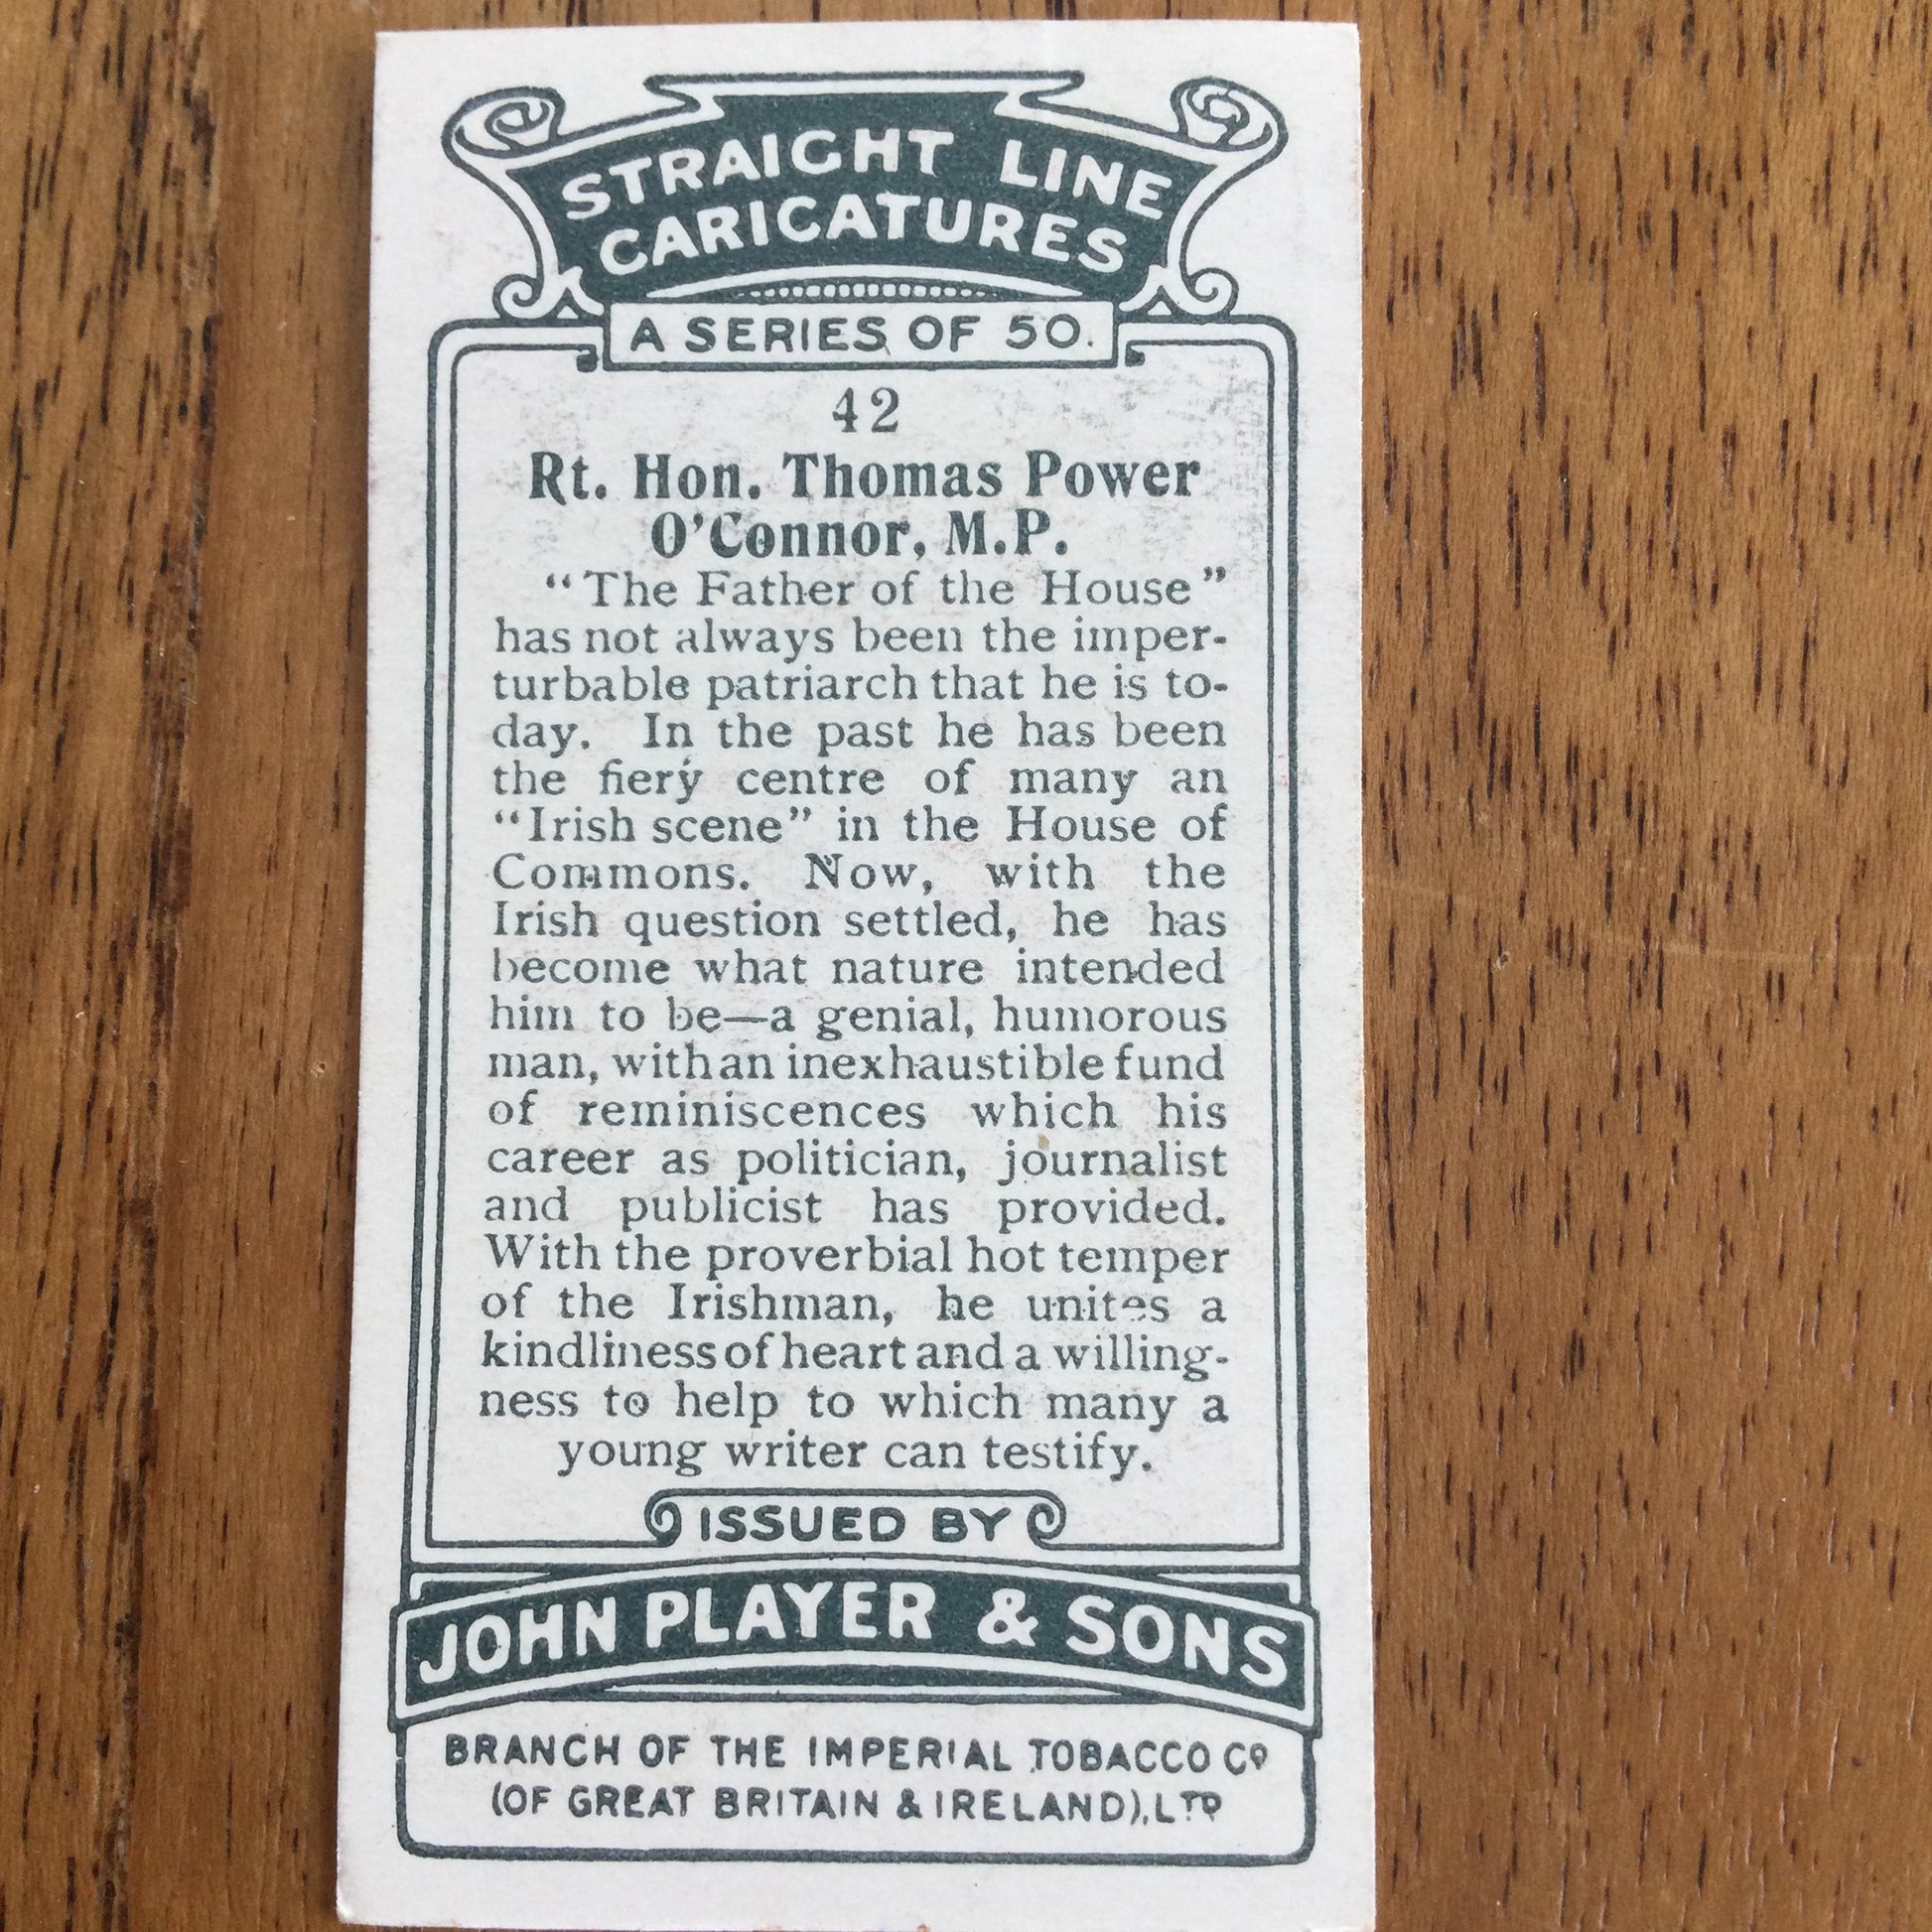 STRAIGHT LINE
CARICATURES
A SERIES OF 50.
42
Rt. Hon. Thomas Power
O'Connor, M.P.
"The Father of the House"
has not always been the imper-
turbable patriarch that he is to-
day. In the past he has been
the fiery centre of many an
"Irish scene" in the House of
Commons. Now, with the
Irish question settled, he has
become what nature intended
him to be—a genial, humorous
man, with an inexhaustible fund
of reminiscences which his
career as politician, journalist
and publicist has provided.
With the proverbial hot temper
of the Irishman, he unites a
kindliness of heart and a willing-
ness to help to which many a
young writer can testify.
ISSUED BY
JOHN PLAYER & SONS
BRANCH OF THE IMPERIAL TOBACCO Co
(OF GREAT BRITAIN & IRELAND), LTD